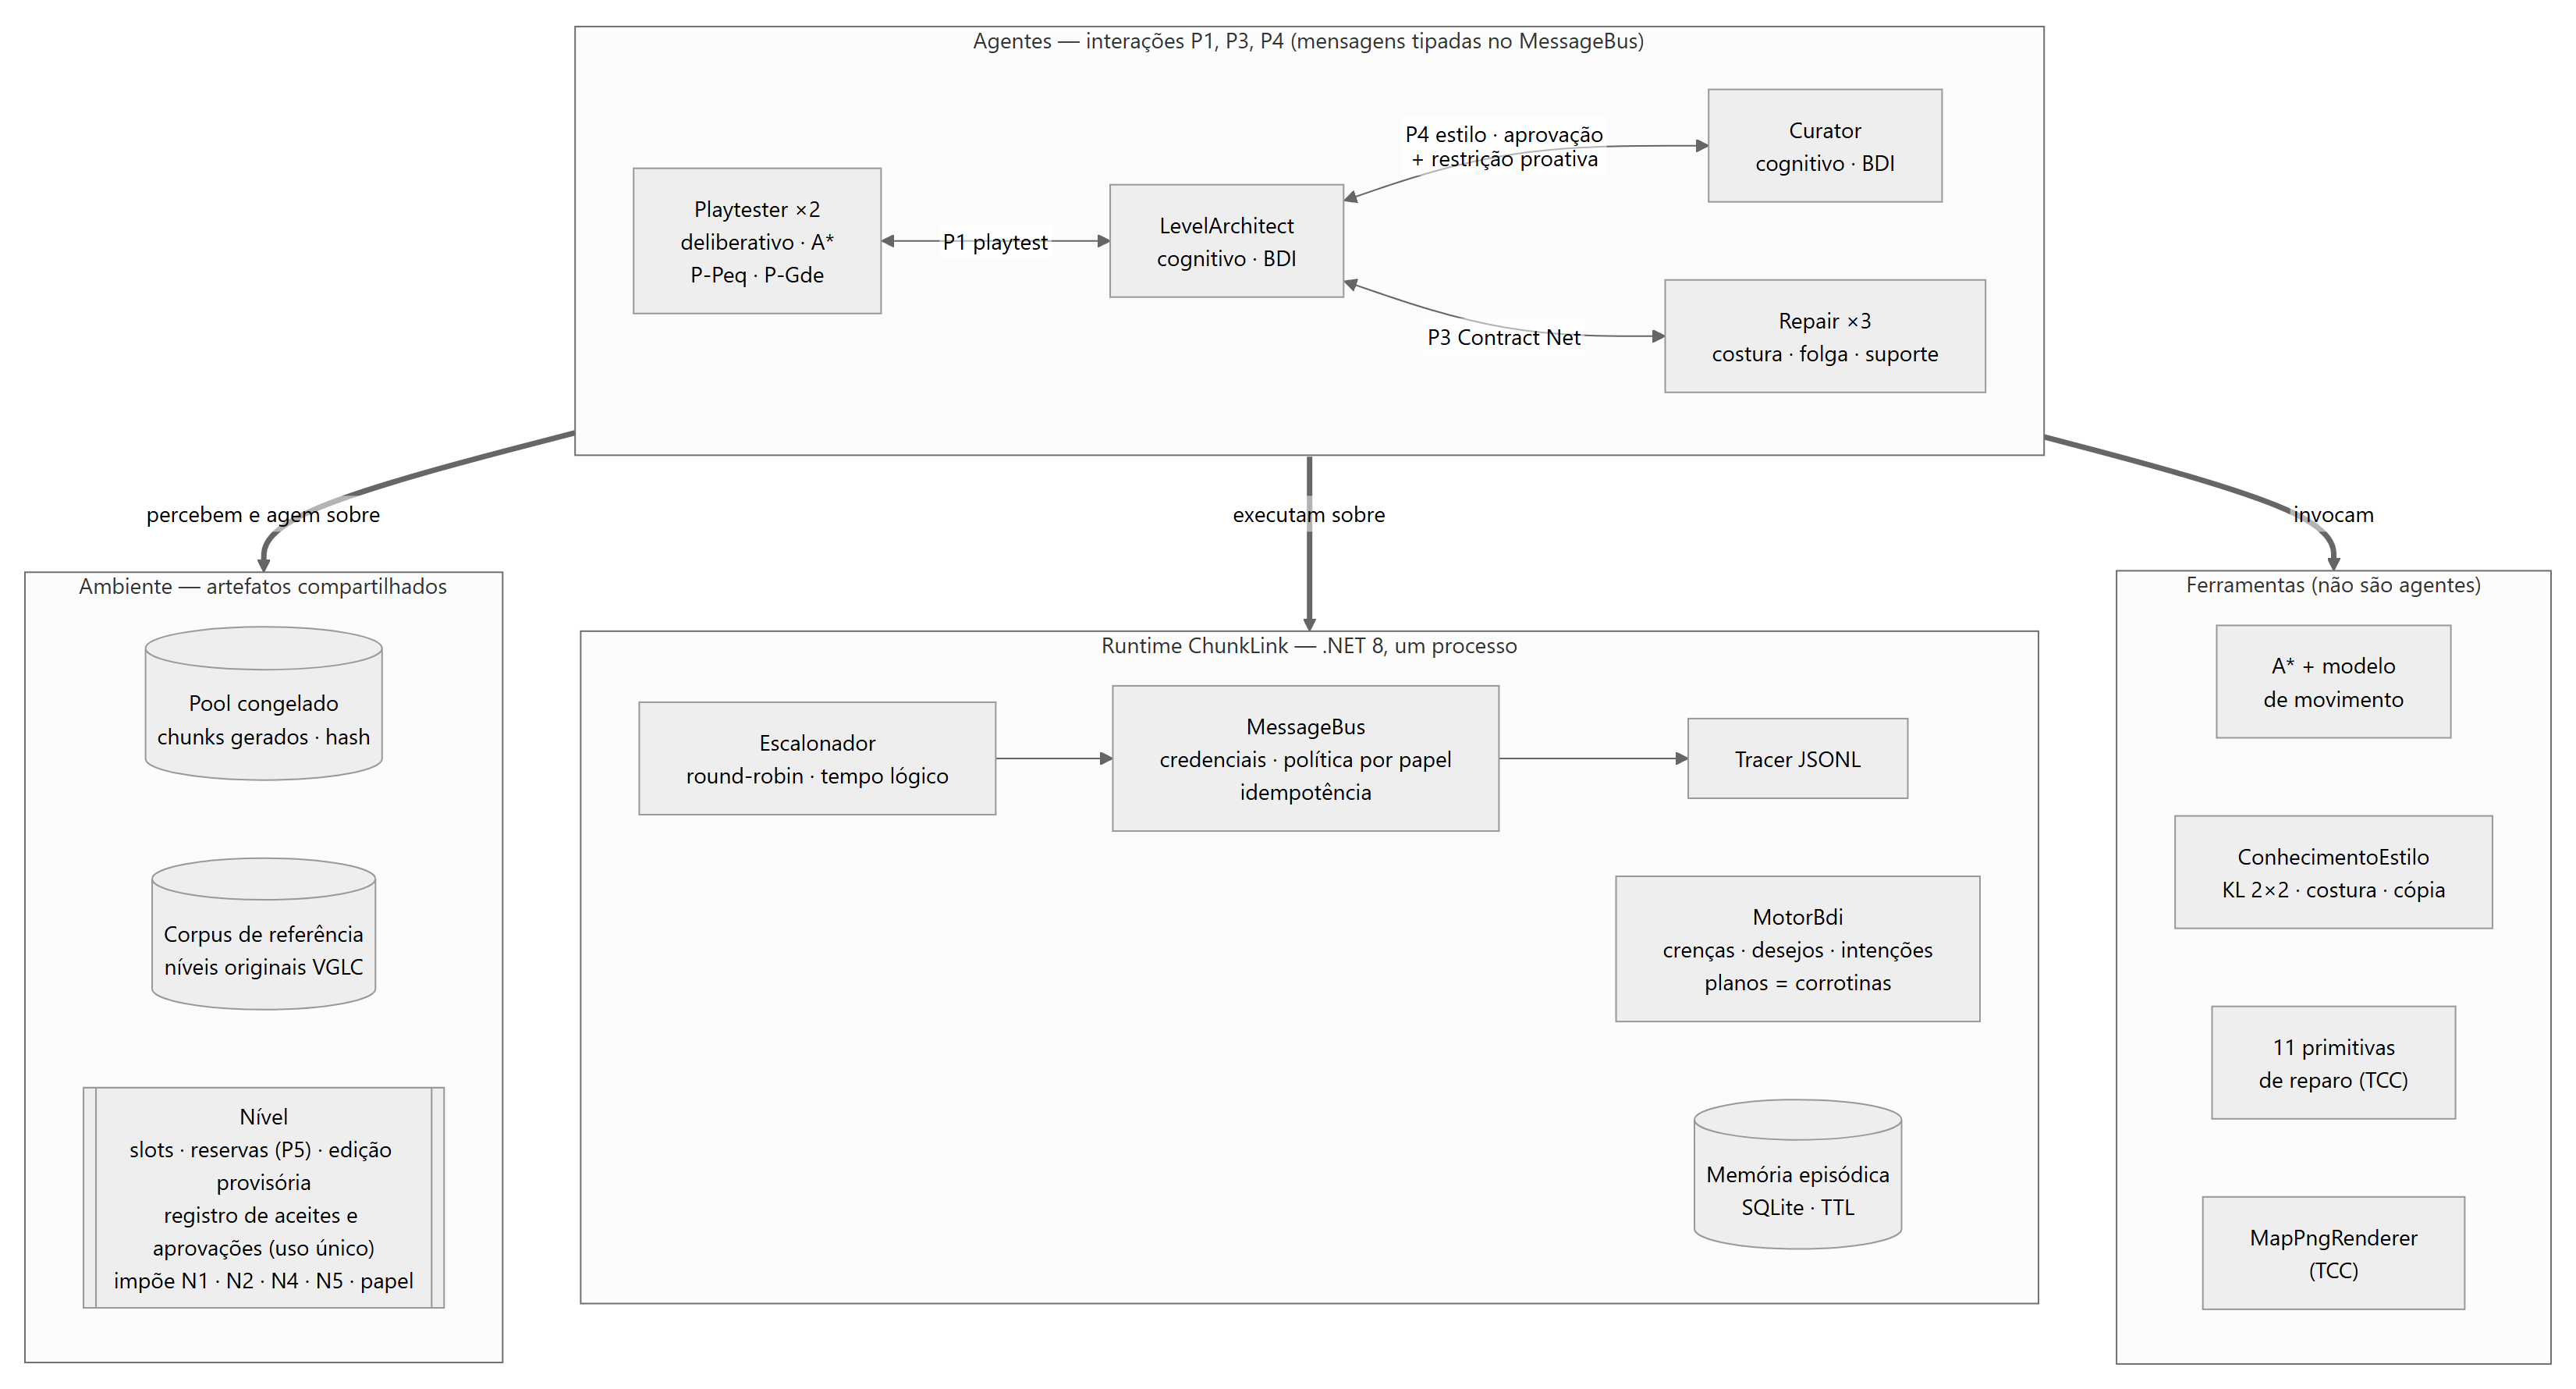 Agentes — interações P1, P3, P4 (mensagens tipadas no MessageBus)
Playtester ×2
deliberativo · A*
P-Peq · P-Gde
P1 playtest
LevelArchitect
cognitivo · BDI
P4 estilo · aprovação
+ restrição proativa
Curator
cognitivo · BDI
P3 Contract Net
Repair ×3
costura · folga · suporte
percebem e agem sobre
executam sobre
invocam
Ambiente — artefatos compartilhados
Pool congelado
chunks gerados · hash
Corpus de referência
níveis originais VGLC
Nível
slots · reservas (P5) · edição
provisória
registro de aceites e
aprovações (uso único)
impõe N1 · N2 · N4 · N5 · papel
Runtime ChunkLink — .NET 8, um processo
Escalonador
round-robin · tempo lógico
MessageBus
credenciais · política por papel
idempotência
Tracer JSONL
MotorBdi
crenças · desejos · intenções
planos = corrotinas
Memória episódica
SQLite · TTL
Ferramentas (não são agentes)
A* + modelo
de movimento
ConhecimentoEstilo
KL 2×2 · costura · cópia
11 primitivas
de reparo (TCC)
MapPngRenderer
(TCC)